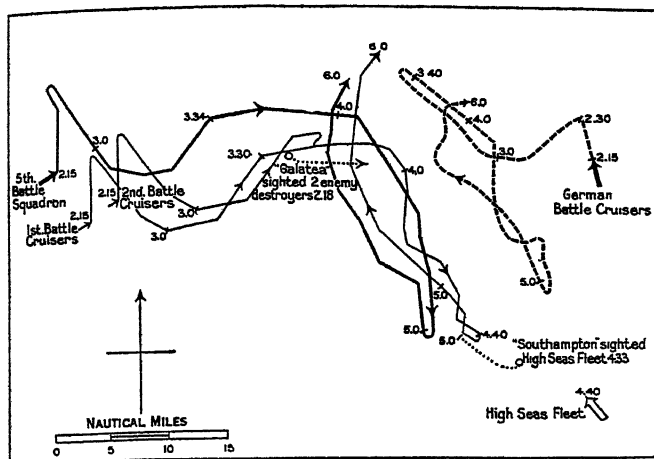 6.0
6.0
3.40
3.34
4.0
6.0
4.0
2.30
3.0
3.30
3.0
2.15
"Galatea"
sighted 2 enemy
destroyers 2.18
4.0
5th.
Battle
Squadron
2.15
2.15
2nd. Battle
Cruisers
2.15
1st. Battle
Cruisers
3.0
3.0
German
Battle Cruisers
5.0
5.0
5.0
5.0
4.40
"Southampton" sighted
High Seas Fleet 4.33
4.40
High Seas Fleet
NAUTICAL MILES
0 5 10 15